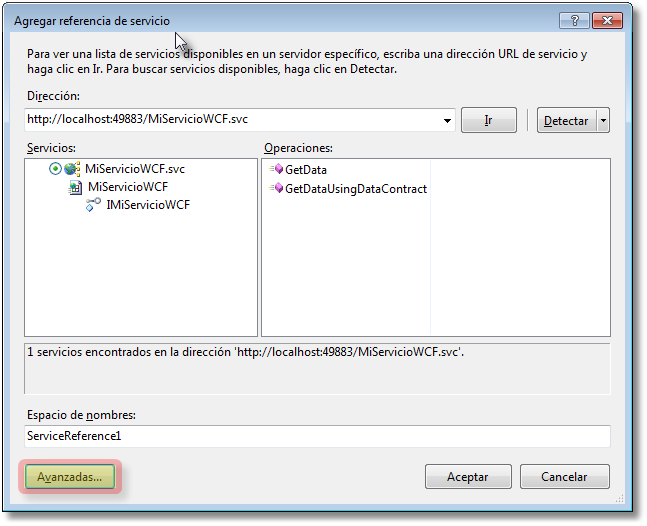 Agregar referencia de servicio
Para ver una lista de servicios disponibles en un servidor específico, escriba una dirección URL de servicio y
haga clic en Ir. Para buscar servicios disponibles, haga clic en Detectar.
Dirección:
http://localhost:49883/MiServicioWCF.svc
Ir
Detectar
Servicios:
Operaciones:
MiServicioWCF.svc
GetData
MiServicioWCF
GetDataUsingDataContract
IMiServicioWCF
1 servicios encontrados en la dirección 'http://localhost:49883/MiServicioWCF.svc'.
Espacio de nombres:
ServiceReference1
Avanzadas...
Aceptar
Cancelar